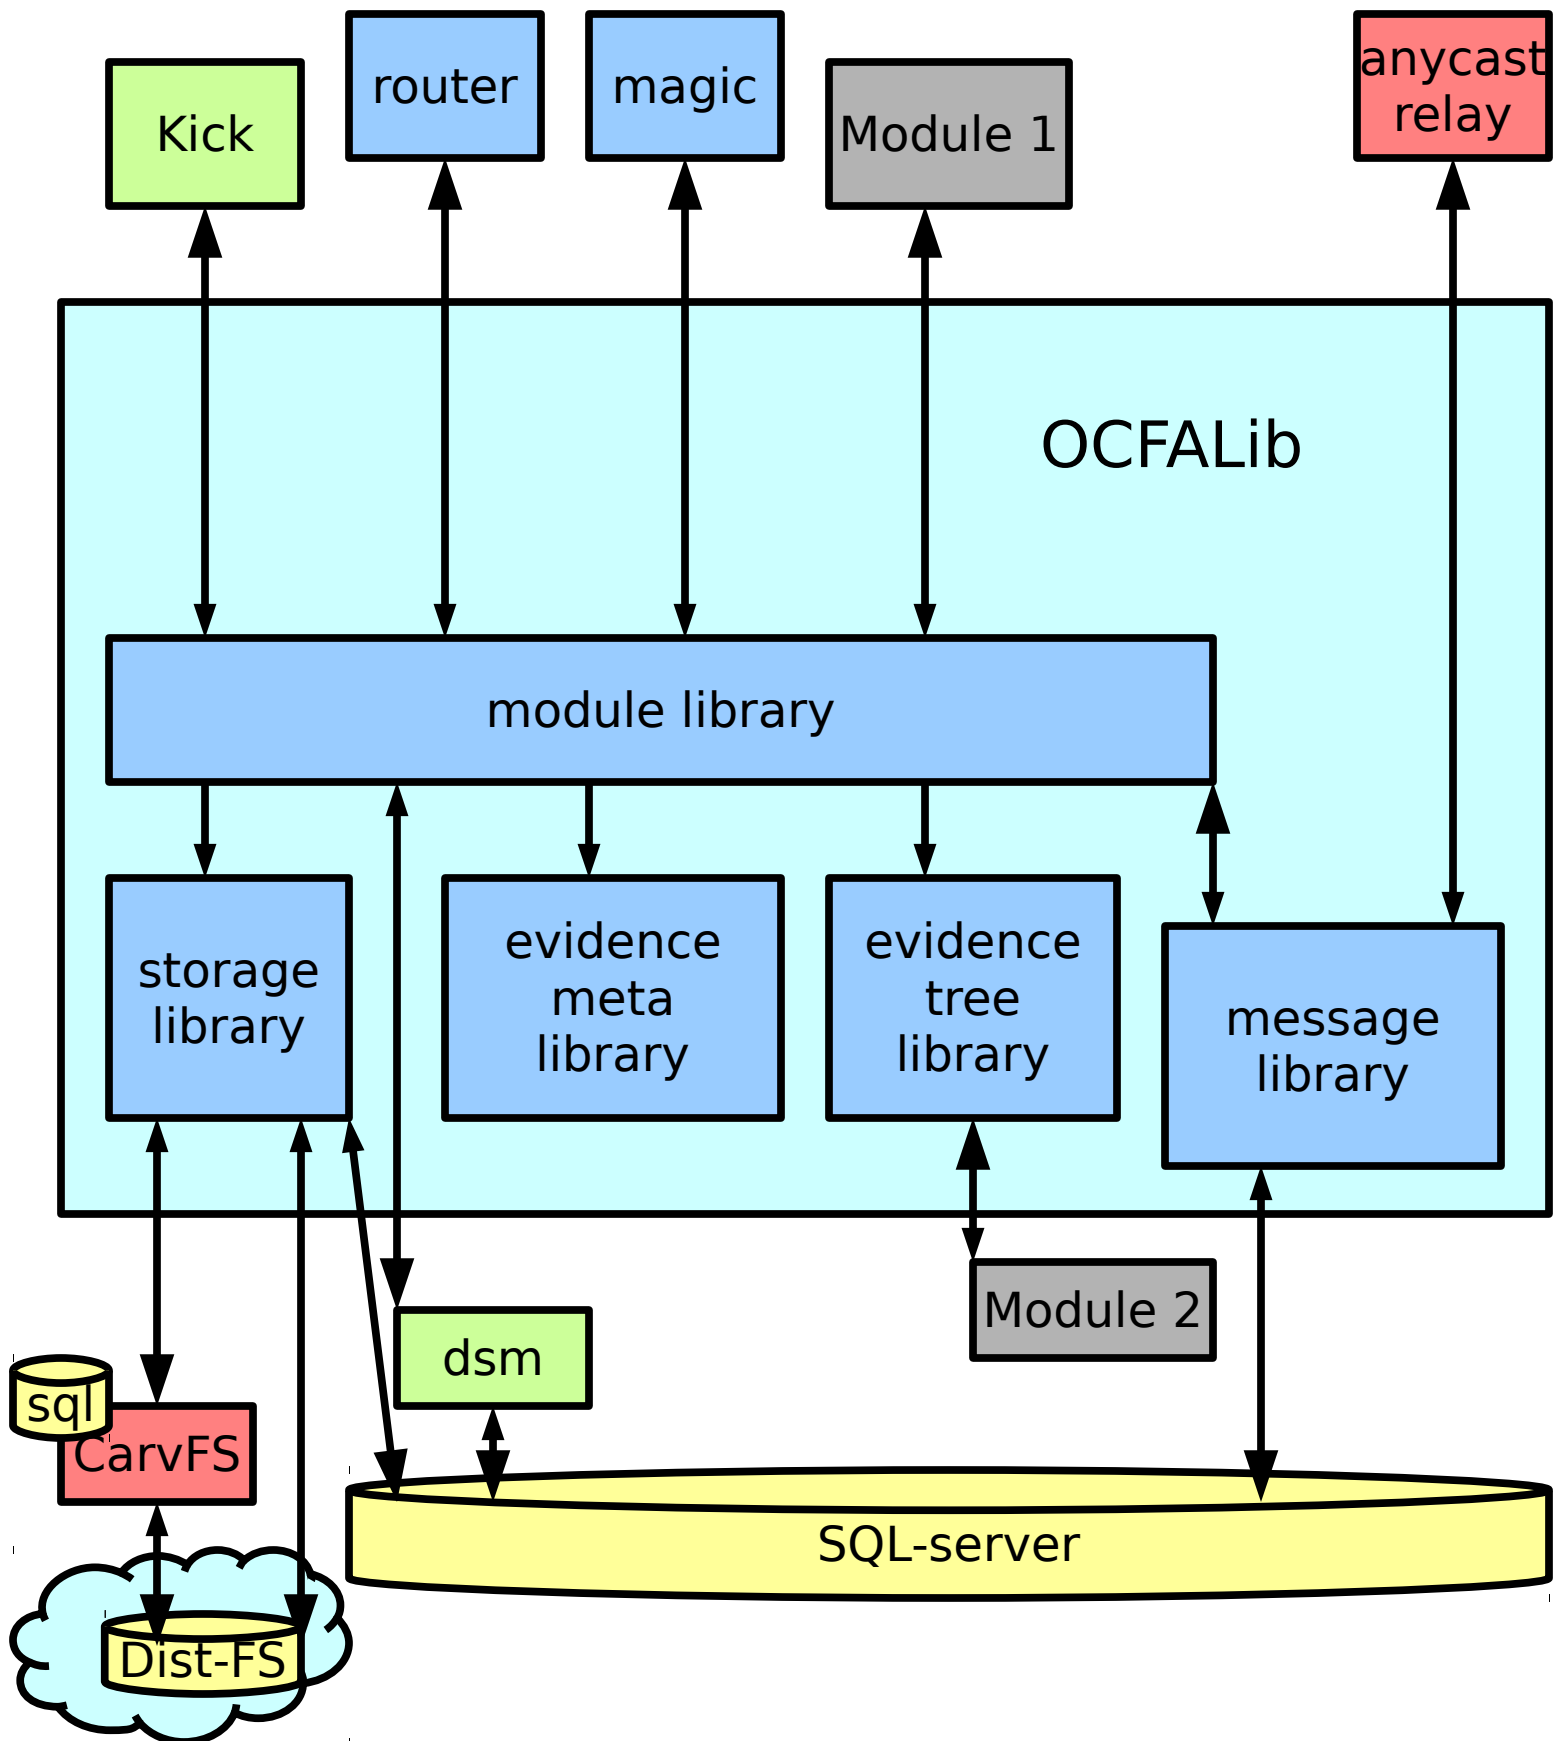 Kick
router
magic
Module 1
anycast
relay
OCFALib
module library
storage
library
evidence
meta
library
evidence
tree
library
message
library
Module 2
dsm
sql
CarvFS
SQL-server
Dist-FS